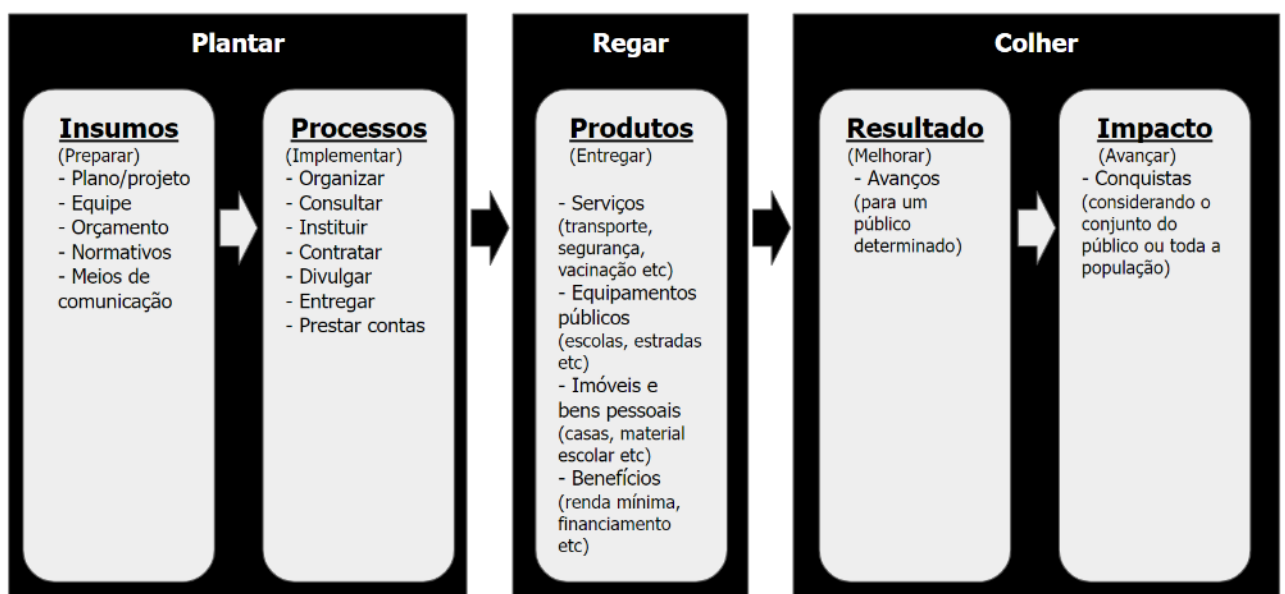 Plantar
Insumos
(Preparar)
- Plano/projeto
- Equipe
- Orçamento
- Normativos
- Meios de
comunicação
Processos
(Implementar)
- Organizar
- Consultar
- Instituir
- Contratar
- Divulgar
- Entregar
- Prestar contas
Regar
Produtos
(Entregar)
- Serviços
(transporte,
segurança,
vacinação etc)
- Equipamentos
públicos
(escolas, estradas
etc)
- Imóveis e
bens pessoais
(casas, material
escolar etc)
- Benefícios
(renda mínima,
financiamento
etc)
Colher
Resultado
(Melhorar)
- Avanços
(para um
público
determinado)
Impacto
(Avançar)
- Conquistas
(considerando o
conjunto do
público ou toda a
população)